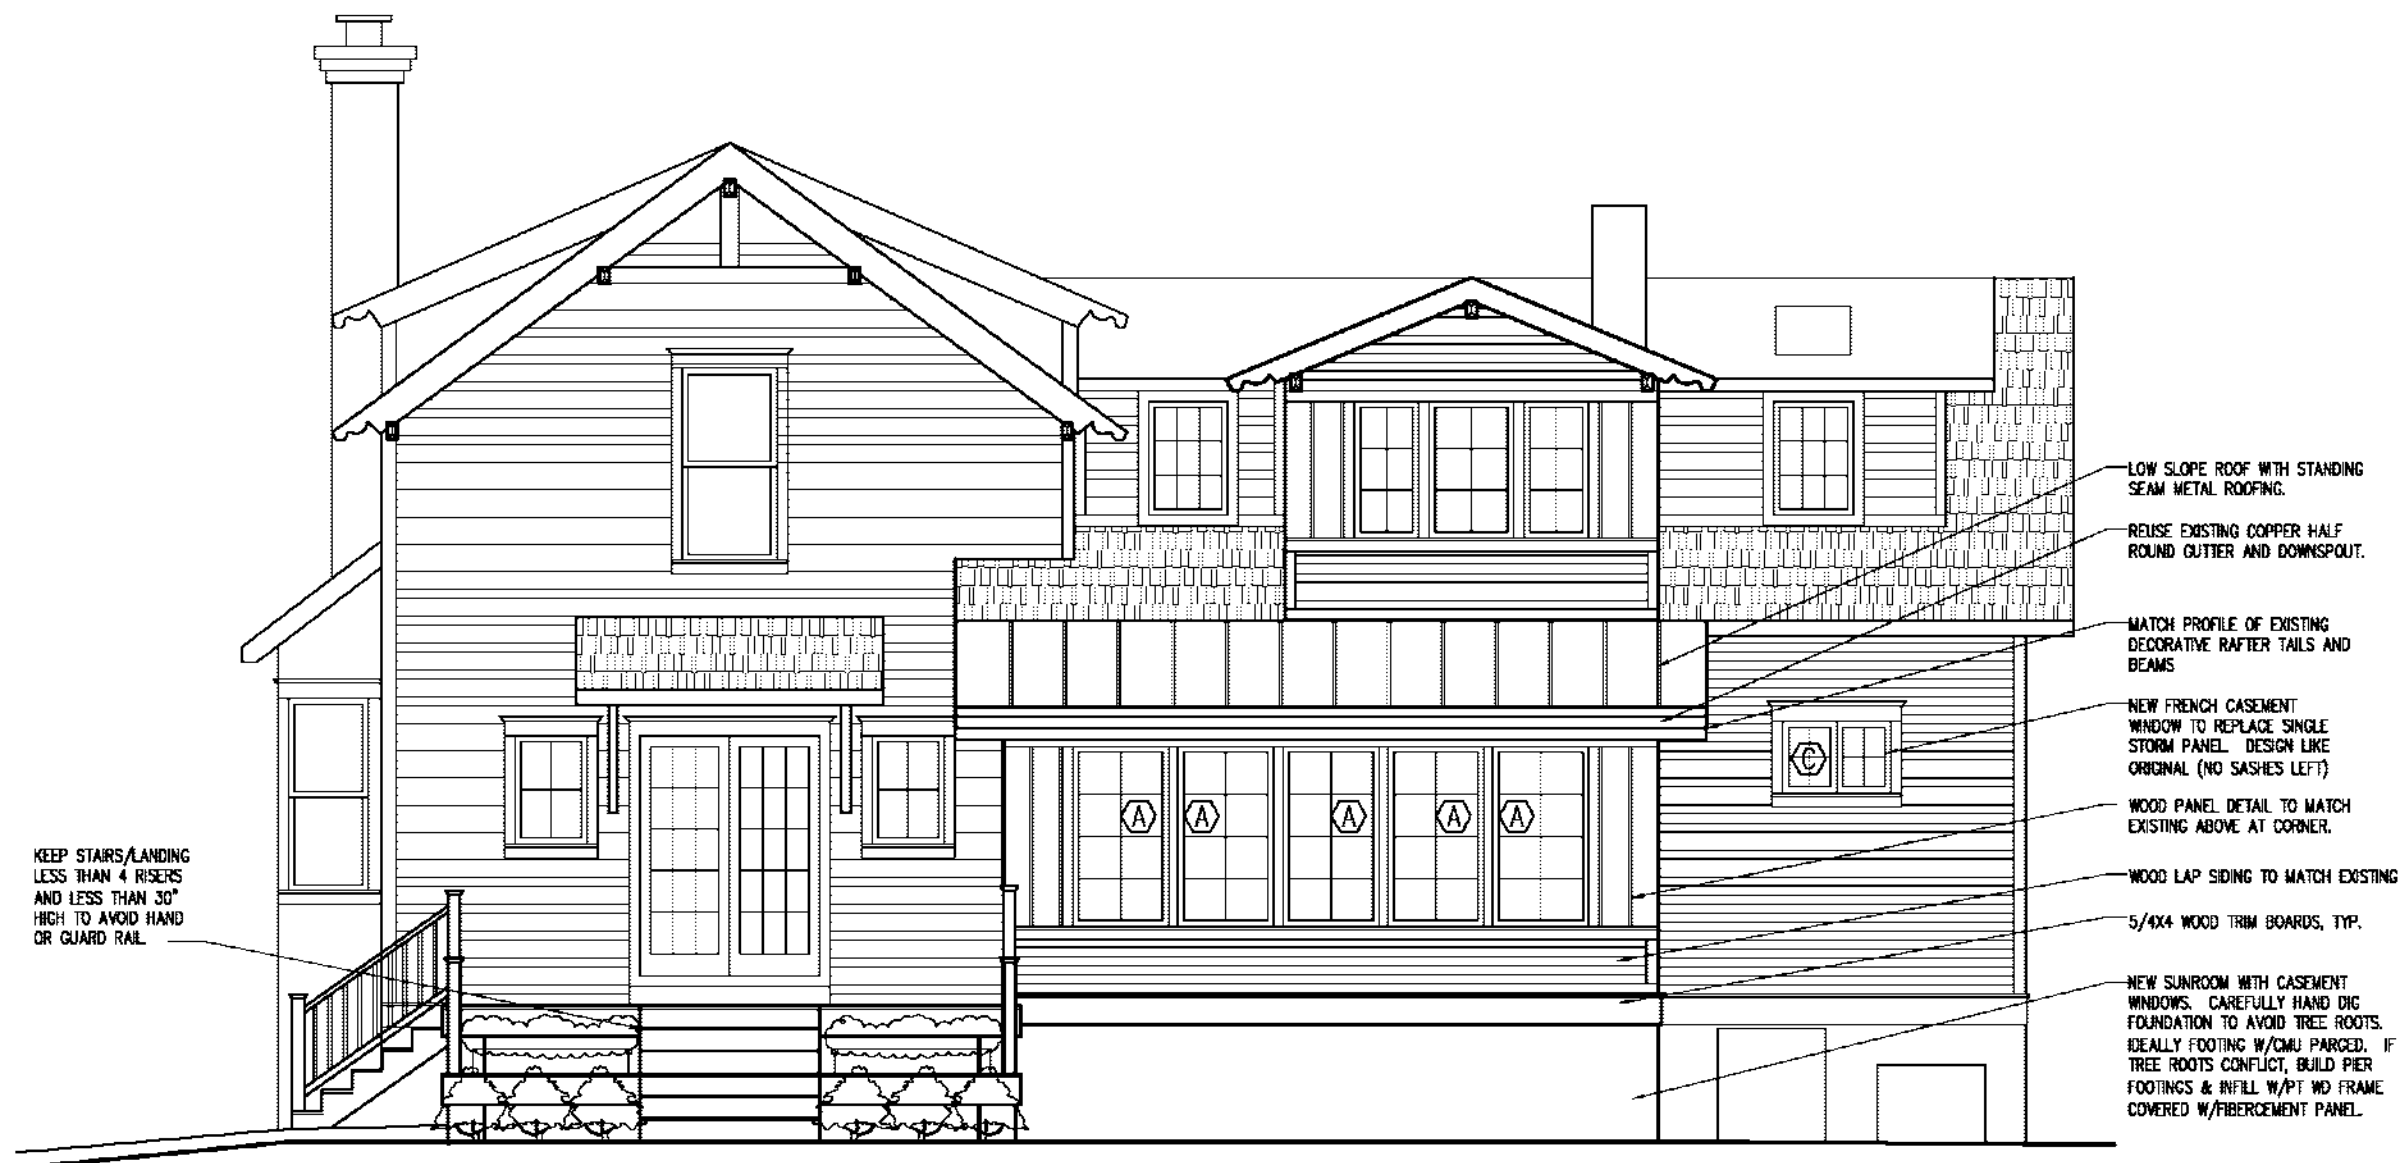 LOW SLOPE ROOF WITH STANDING
SEAM METAL ROOFING.
REUSE EXISTING COPPER HALF
ROUND GUTTER AND DOWNSPOUT.
MATCH PROFILE OF EXISTING
DECORATIVE RAFTER TAILS AND
BEAMS
NEW FRENCH CASEMENT
WINDOW TO REPLACE SINGLE
STORM PANEL. DESIGN LIKE
ORIGINAL (NO SASHES LEFT)
C
WOOD PANEL DETAIL TO MATCH
EXISTING ABOVE AT CORNER.
A A A A A
KEEP STAIRS/LANDING
LESS THAN 4 RISERS
AND LESS THAN 30"
HIGH TO AVOID HAND
OR GUARD RAIL.
WOOD LAP SIDING TO MATCH EXISTING
5/4X4 WOOD TRIM BOARDS, TYP.
NEW SUNROOM WITH CASEMENT
WINDOWS. CAREFULLY HAND DIG
FOUNDATION TO AVOID TREE ROOTS.
IDEALLY FOOTING W/CMU PARGED. IF
TREE ROOTS CONFLICT, BUILD PIER
FOOTINGS & INFILL W/PT WD FRAME
COVERED W/FIBERCEMENT PANEL.